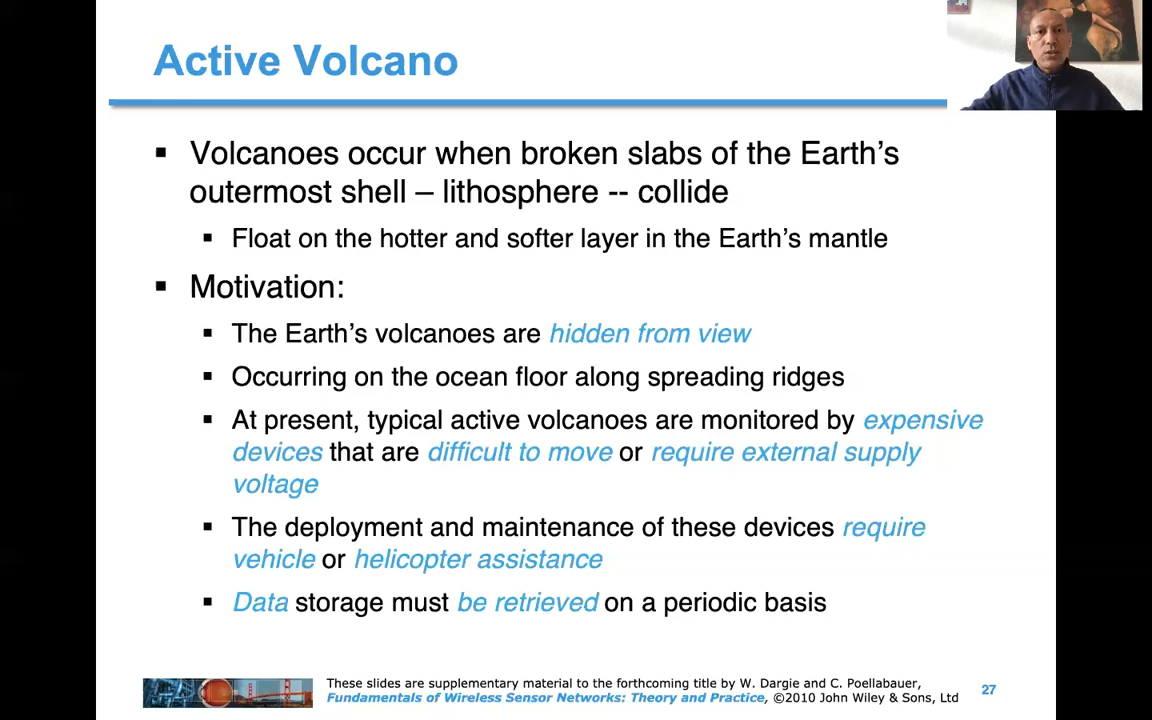 Active Volcano
▪ Volcanoes occur when broken slabs of the Earth’s
outermost shell – lithosphere -- collide
▪ Float on the hotter and softer layer in the Earth’s mantle
▪ Motivation:
▪ The Earth’s volcanoes are hidden from view
▪ Occurring on the ocean floor along spreading ridges
▪ At present, typical active volcanoes are monitored by expensive
devices that are difficult to move or require external supply
voltage
▪ The deployment and maintenance of these devices require
vehicle or helicopter assistance
▪ Data storage must be retrieved on a periodic basis
These slides are supplementary material to the forthcoming title by W. Dargie and C. Poellabauer,
Fundamentals of Wireless Sensor Networks: Theory and Practice, ©2010 John Wiley & Sons, Ltd
27